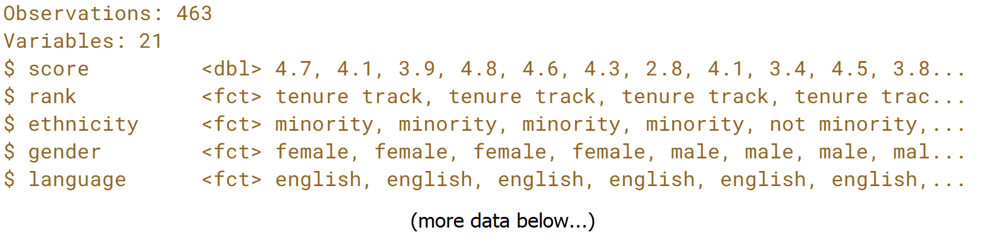 Observations: 463
Variables: 21
$ score         <dbl> 4.7, 4.1, 3.9, 4.8, 4.6, 4.3, 2.8, 4.1, 3.4, 4.5, 3.8...
$ rank          <fct> tenure track, tenure track, tenure track, tenure trac...
$ ethnicity     <fct> minority, minority, minority, minority, not minority,...
$ gender        <fct> female, female, female, female, male, male, male, mal...
$ language      <fct> english, english, english, english, english, english,...
(more data below...)